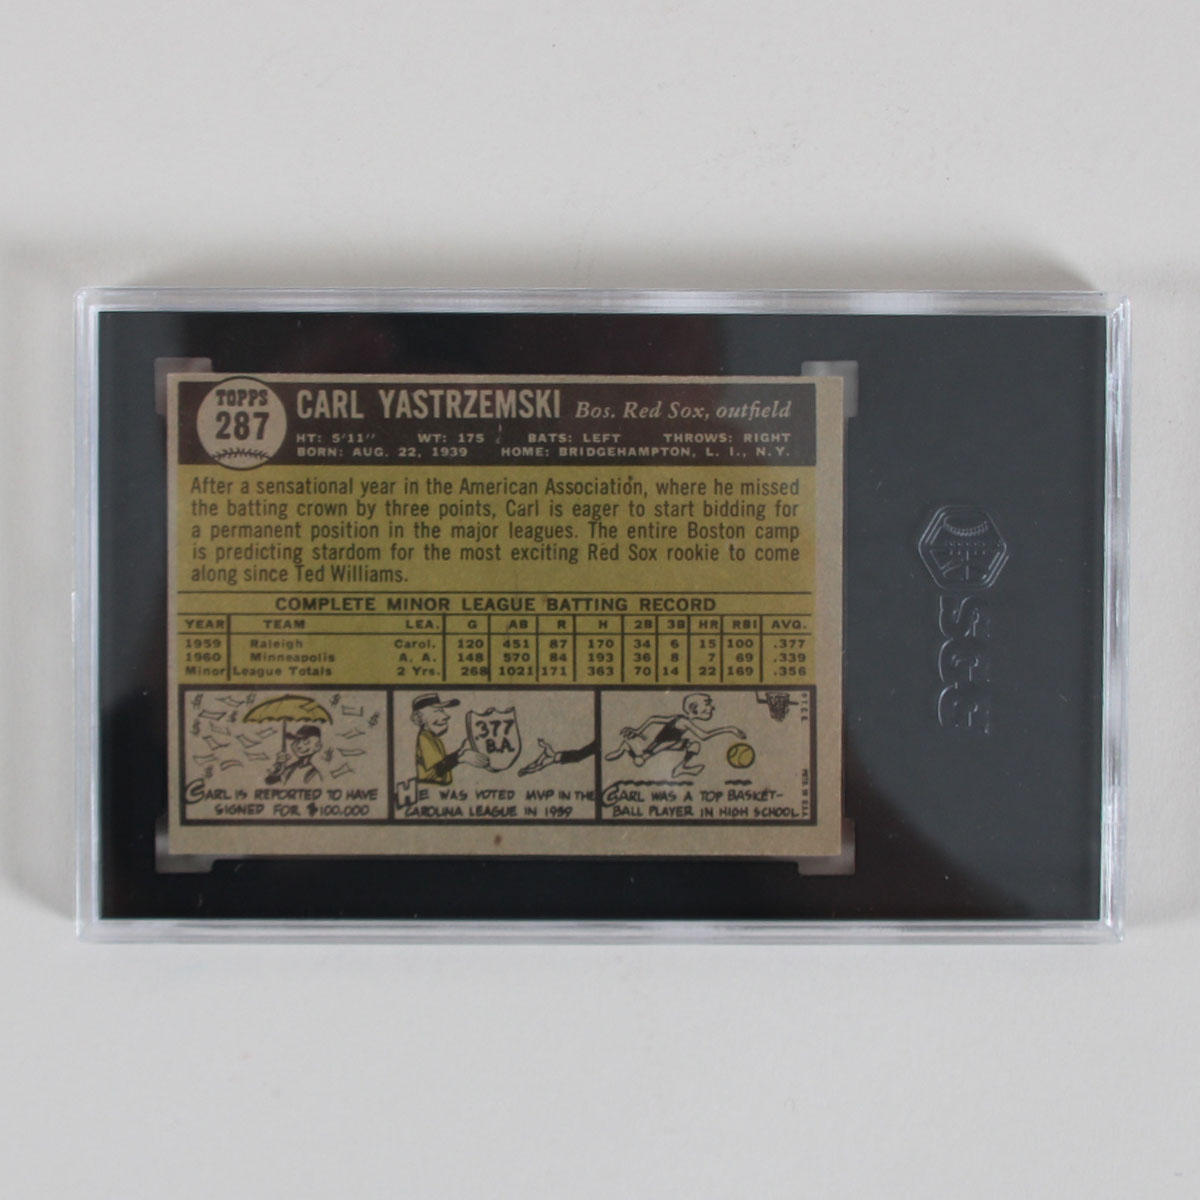 TOPPS
287
CARL YASTRZEMSKI Bos. Red Sox, outfield
HT: 5'11" WT: 175 BATS: LEFT THROWS: RIGHT
BORN: AUG. 22, 1939 HOME: BRIDGEHAMPTON, L. I., N. Y.
After a sensational year in the American Association, where he missed
the batting crown by three points, Carl is eager to start bidding for
a permanent position in the major leagues. The entire Boston camp
is predicting stardom for the most exciting Red Sox rookie to come
along since Ted Williams.
COMPLETE MINOR LEAGUE BATTING RECORD
YEAR TEAM LEA. G AB R H 2B 3B HR RBI AVG.
1959 Raleigh Carol. 120 451 87 170 34 6 15 100 .377
1960 Minneapolis A. A. 148 570 84 193 36 8 7 69 .339
Minor League Totals 2 Yrs. 268 1021 171 363 70 14 22 169 .356
CARL IS REPORTED TO HAVE
SIGNED FOR $100,000
.377
B.A.
HE WAS VOTED MVP IN THE
CAROLINA LEAGUE IN 1959
CARL WAS A TOP BASKET-
BALL PLAYER IN HIGH SCHOOL
SGC